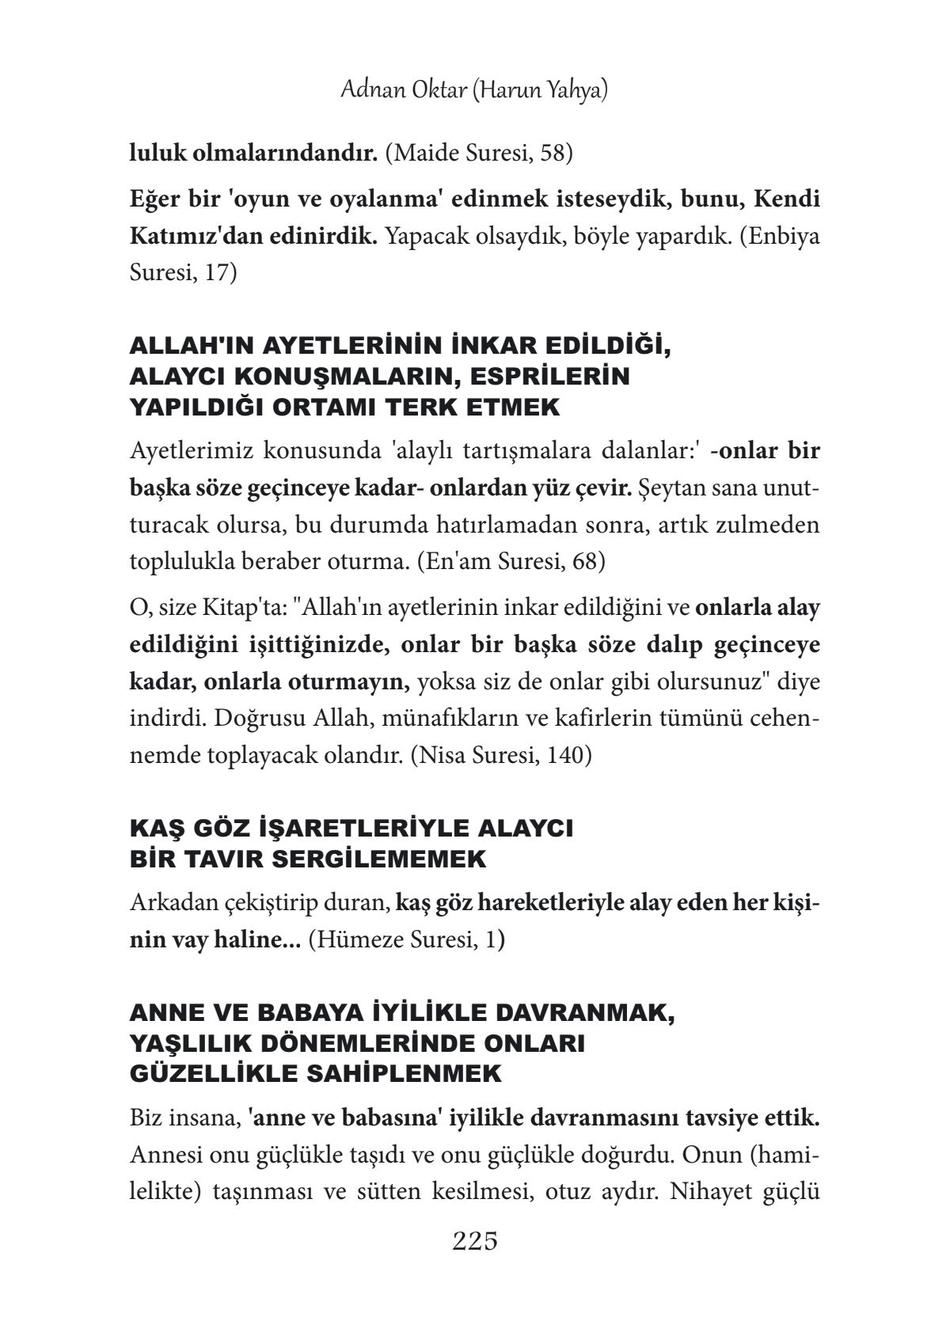 Adnan Oktar (Harun Yahya)
luluk olmalarındandır. (Maide Suresi, 58)
Eğer bir 'oyun ve oyalanma' edinmek isteseydik, bunu, Kendi
Katımız'dan edinirdik. Yapacak olsaydık, böyle yapardık. (Enbiya
Suresi, 17)
ALLAH'IN AYETLERİNİN İNKAR EDİLDİĞİ,
ALAYCI KONUŞMALARIN, ESPRİLERİN
YAPILDIĞI ORTAMI TERK ETMEK
Ayetlerimiz konusunda 'alaylı tartışmalara dalanlar:' -onlar bir
başka söze geçinceye kadar- onlardan yüz çevir. Şeytan sana unut-
turacak olursa, bu durumda hatırlamadan sonra, artık zulmeden
toplulukla beraber oturma. (En'am Suresi, 68)
O, size Kitap'ta: "Allah'ın ayetlerinin inkar edildiğini ve onlarla alay
edildiğini işittiğinizde, onlar bir başka söze dalıp geçinceye
kadar, onlarla oturmayın, yoksa siz de onlar gibi olursunuz" diye
indirdi. Doğrusu Allah, münafıkların ve kafirlerin tümünü cehen-
nemde toplayacak olandır. (Nisa Suresi, 140)
KAŞ GÖZ İŞARETLERİYLE ALAYCI
BİR TAVIR SERGİLEMEMEK
Arkadan çekiştirip duran, kaş göz hareketleriyle alay eden her kişi-
nin vay haline... (Hümeze Suresi, 1)
ANNE VE BABAYA İYİLİKLE DAVRANMAK,
YAŞLILIK DÖNEMLERİNDE ONLARI
GÜZELLİKLE SAHİPLENMEK
Biz insana, 'anne ve babasına' iyilikle davranmasını tavsiye ettik.
Annesi onu güçlükle taşıdı ve onu güçlükle doğurdu. Onun (hami-
lelikte) taşınması ve sütten kesilmesi, otuz aydır. Nihayet güçlü
225